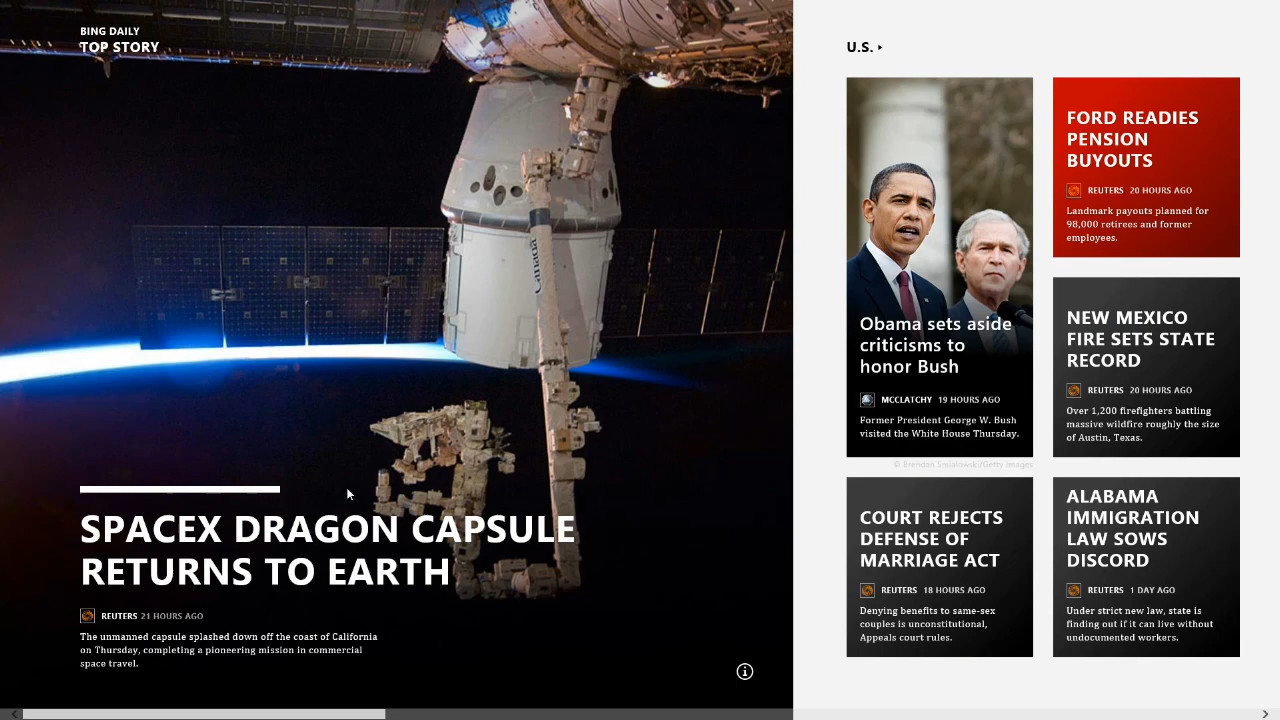 BING DAILY
TOP STORY
SPACEX DRAGON CAPSULE
RETURNS TO EARTH
REUTERS 21 HOURS AGO
The unmanned capsule splashed down off the coast of California
on Thursday, completing a pioneering mission in commercial
space travel.
Canada
U.S.
Obama sets aside
criticisms to
honor Bush
MCCLATCHY 19 HOURS AGO
Former President George W. Bush
visited the White House Thursday.
© Brendan Smialowski/Getty Images
FORD READIES
PENSION
BUYOUTS
REUTERS 20 HOURS AGO
Landmark payouts planned for
98,000 retirees and former
employees.
NEW MEXICO
FIRE SETS STATE
RECORD
REUTERS 20 HOURS AGO
Over 1,200 firefighters battling
massive wildfire roughly the size
of Austin, Texas.
COURT REJECTS
DEFENSE OF
MARRIAGE ACT
REUTERS 18 HOURS AGO
Denying benefits to same-sex
couples is unconstitutional,
Appeals court rules.
ALABAMA
IMMIGRATION
LAW SOWS
DISCORD
REUTERS 1 DAY AGO
Under strict new law, state is
finding out if it can live without
undocumented workers.